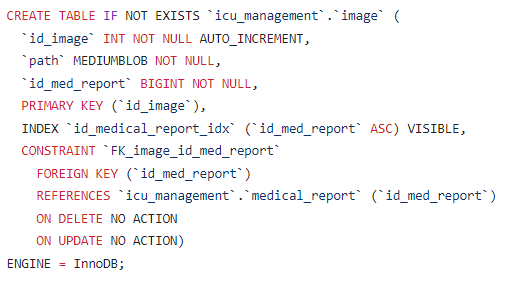 CREATE TABLE IF NOT EXISTS `icu_management`.`image` (
`id_image` INT NOT NULL AUTO_INCREMENT,
`path` MEDIUMBLOB NOT NULL,
`id_med_report` BIGINT NOT NULL,
PRIMARY KEY (`id_image`),
INDEX `id_medical_report_idx` (`id_med_report` ASC) VISIBLE,
CONSTRAINT `FK_image_id_med_report`
FOREIGN KEY (`id_med_report`)
REFERENCES `icu_management`.`medical_report` (`id_med_report`)
ON DELETE NO ACTION
ON UPDATE NO ACTION)
ENGINE = InnoDB;